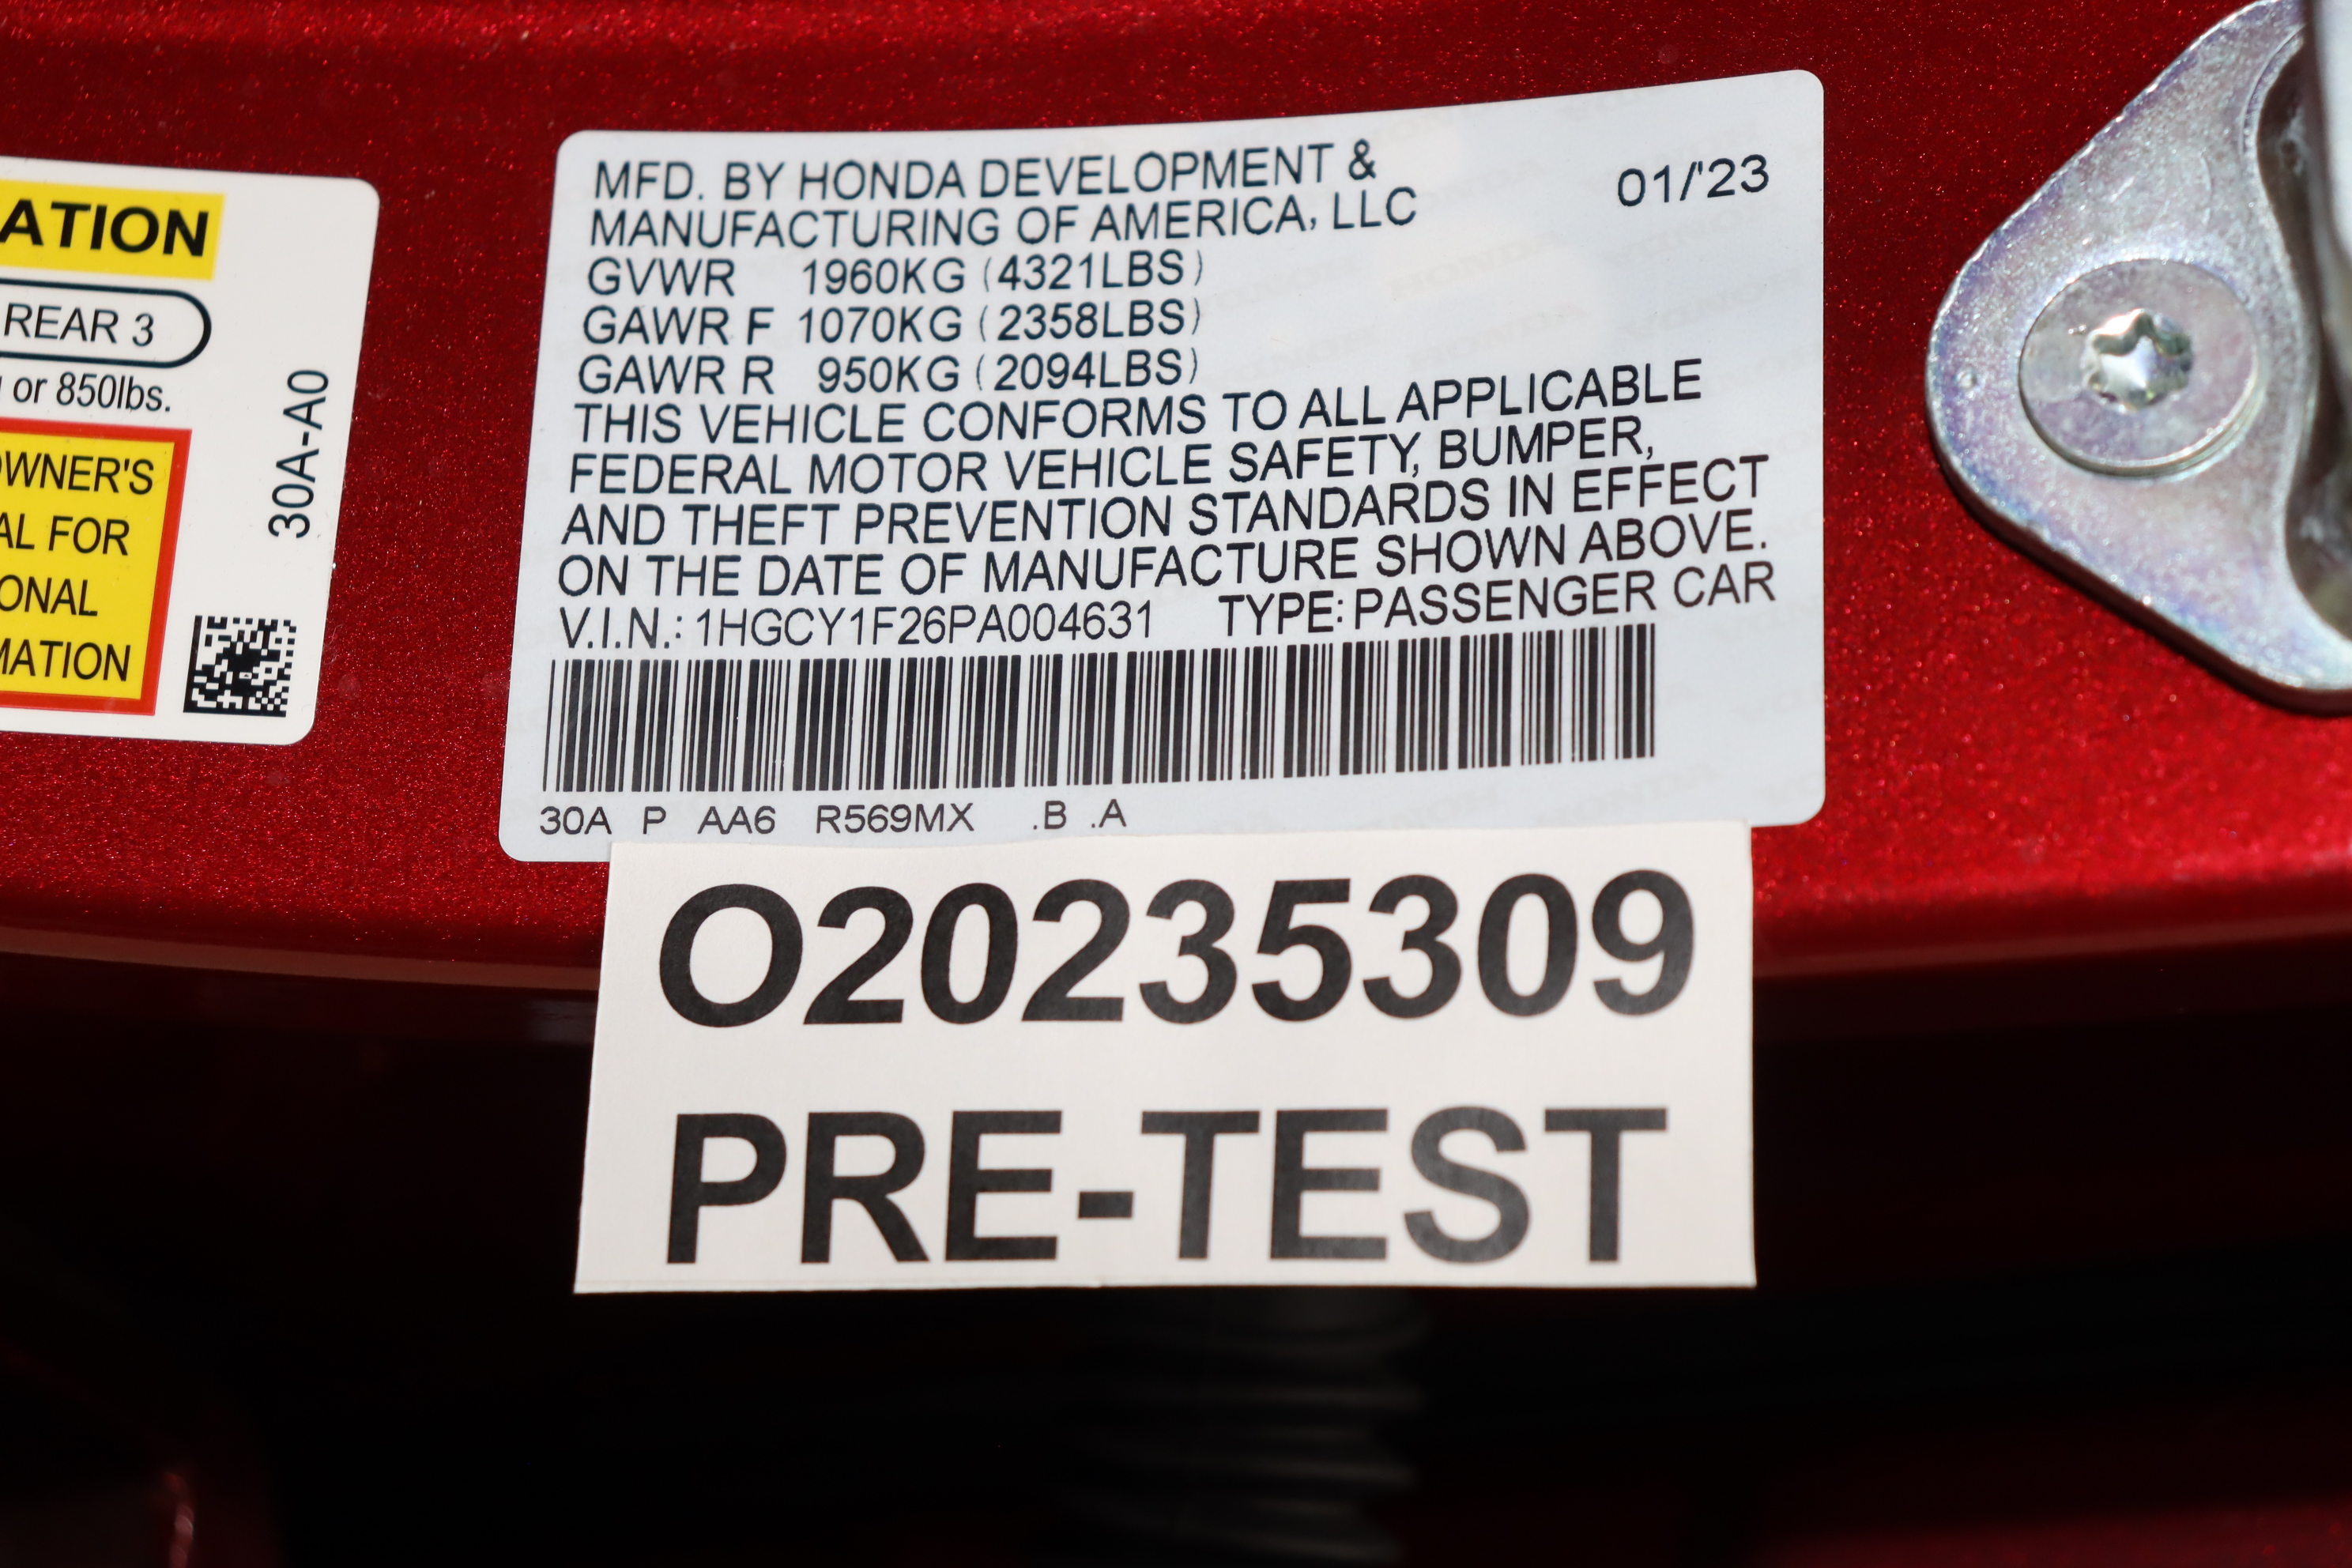 ATION
REAR 3
or 850lbs.
OWNER'S
AL FOR
ONAL
MATION
30A-A0
MFD. BY HONDA DEVELOPMENT &
MANUFACTURING OF AMERICA, LLC
01/'23
GVWR 1960KG (4321LBS)
GAWR F 1070KG (2358LBS)
GAWR R 950KG (2094LBS)
THIS VEHICLE CONFORMS TO ALL APPLICABLE
FEDERAL MOTOR VEHICLE SAFETY, BUMPER,
AND THEFT PREVENTION STANDARDS IN EFFECT
ON THE DATE OF MANUFACTURE SHOWN ABOVE.
V.I.N.: 1HGCY1F26PA004631 TYPE: PASSENGER CAR
30A P AA6 R569MX .B .A
O20235309
PRE-TEST